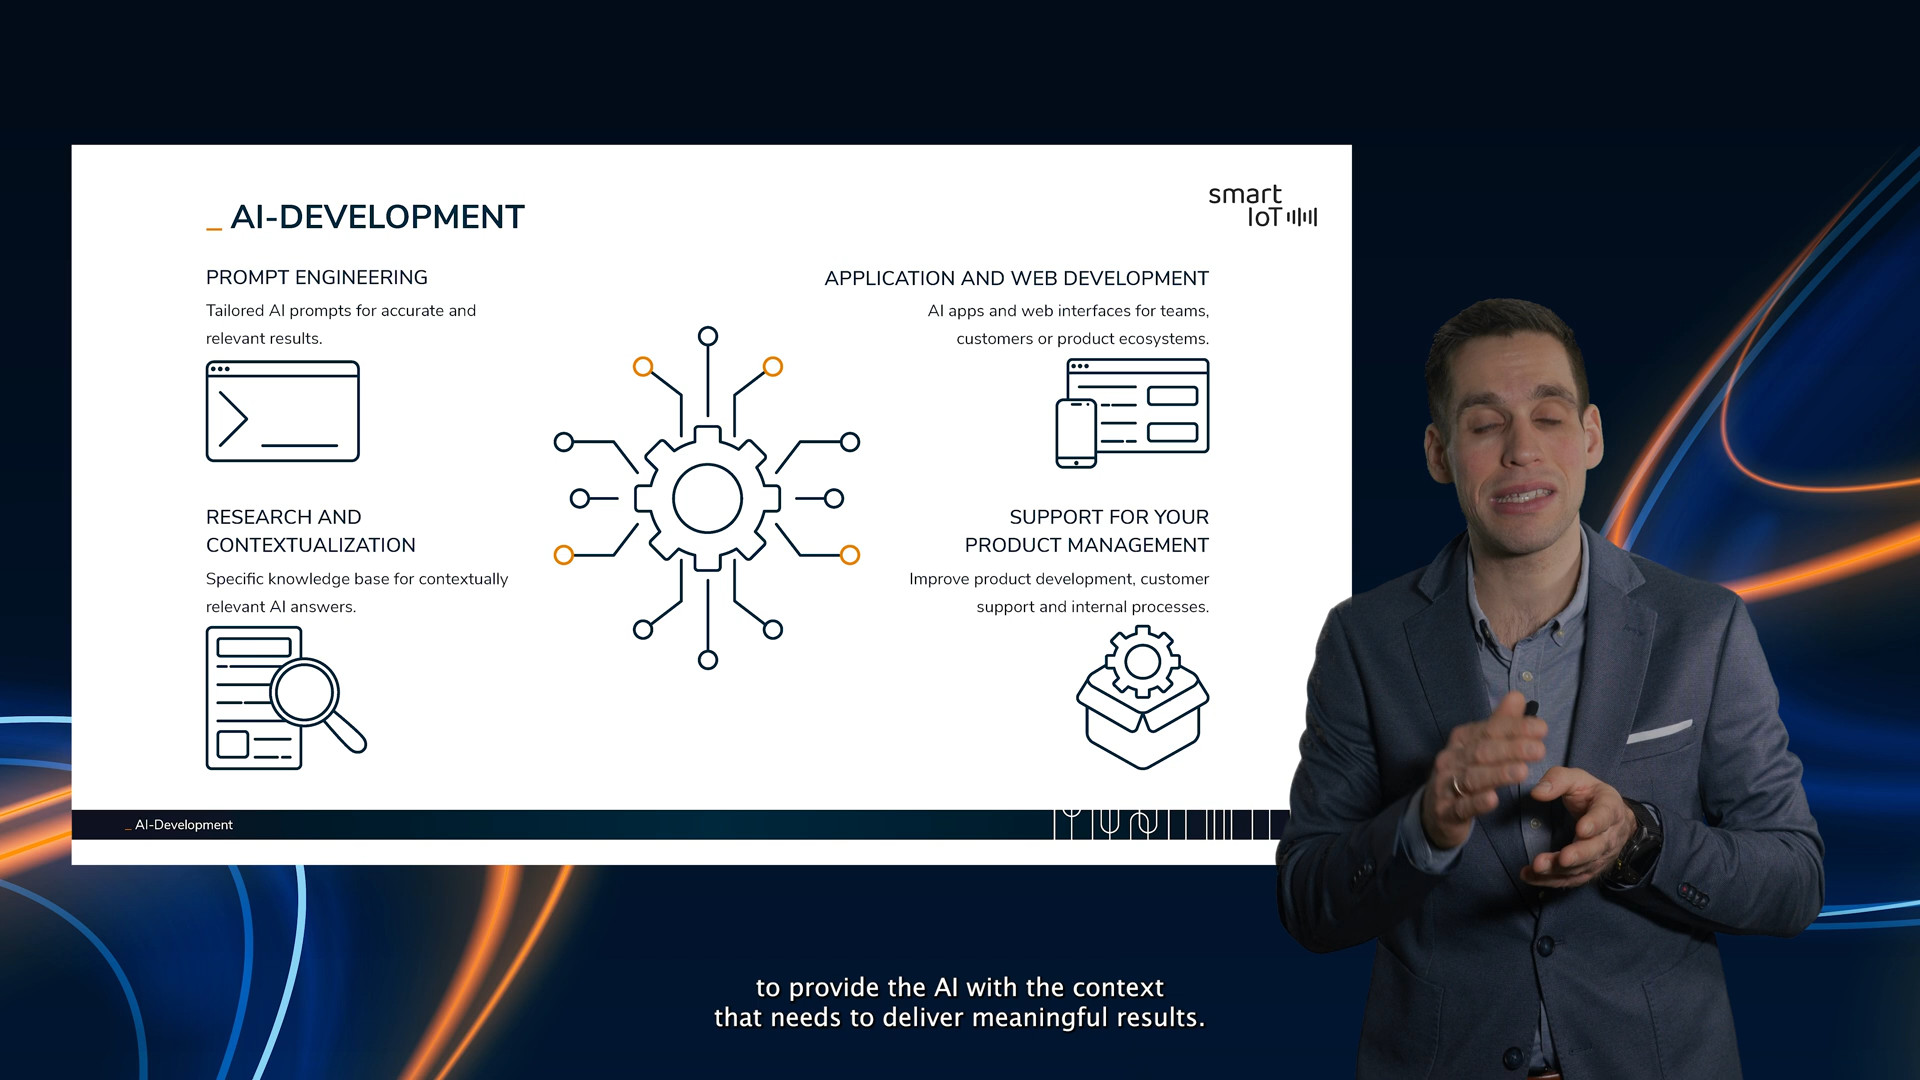 _ AI-DEVELOPMENT
smart
IoT
PROMPT ENGINEERING
Tailored AI prompts for accurate and
relevant results.
APPLICATION AND WEB DEVELOPMENT
AI apps and web interfaces for teams,
customers or product ecosystems.
RESEARCH AND
CONTEXTUALIZATION
Specific knowledge base for contextually
relevant AI answers.
SUPPORT FOR YOUR
PRODUCT MANAGEMENT
Improve product development, customer
support and internal processes.
_ AI-Development
to provide the AI with the context
that needs to deliver meaningful results.